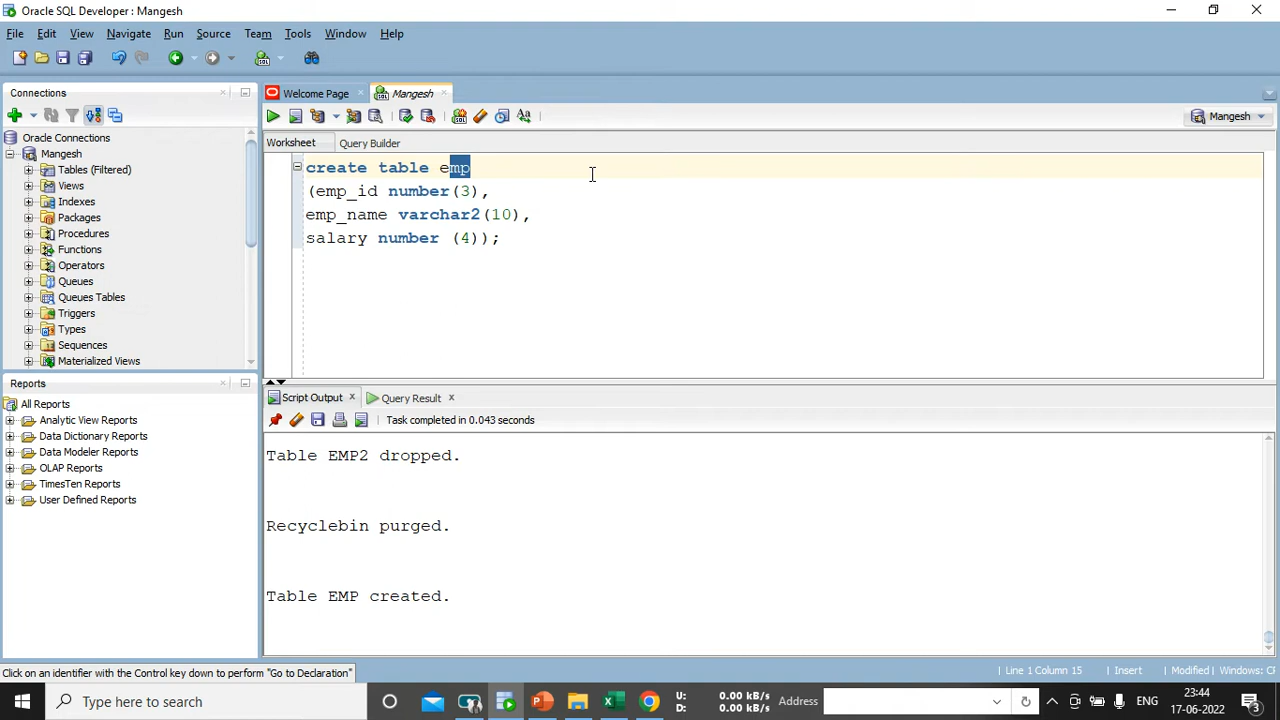 Oracle SQL Developer : Mangesh
File Edit View Navigate Run Source Team Tools Window Help
Connections
Oracle Connections
Mangesh
Tables (Filtered)
Views
Indexes
Packages
Procedures
Functions
Operators
Queues
Queues Tables
Triggers
Types
Sequences
Materialized Views
Reports
All Reports
Analytic View Reports
Data Dictionary Reports
Data Modeler Reports
OLAP Reports
TimesTen Reports
User Defined Reports
Welcome Page Mangesh
Mangesh
Worksheet Query Builder
create table emp
(emp_id number(3),
emp_name varchar2(10),
salary number (4));
Script Output Query Result
Task completed in 0.043 seconds
Table EMP2 dropped.
Recyclebin purged.
Table EMP created.
Click on an identifier with the Control key down to perform "Go to Declaration"
Line 1 Column 15 Insert Modified Windows: CF
Type here to search
U: 0.00 kB/s
D: 0.00 kB/s
Address
ENG
23:44
17-06-2022
3